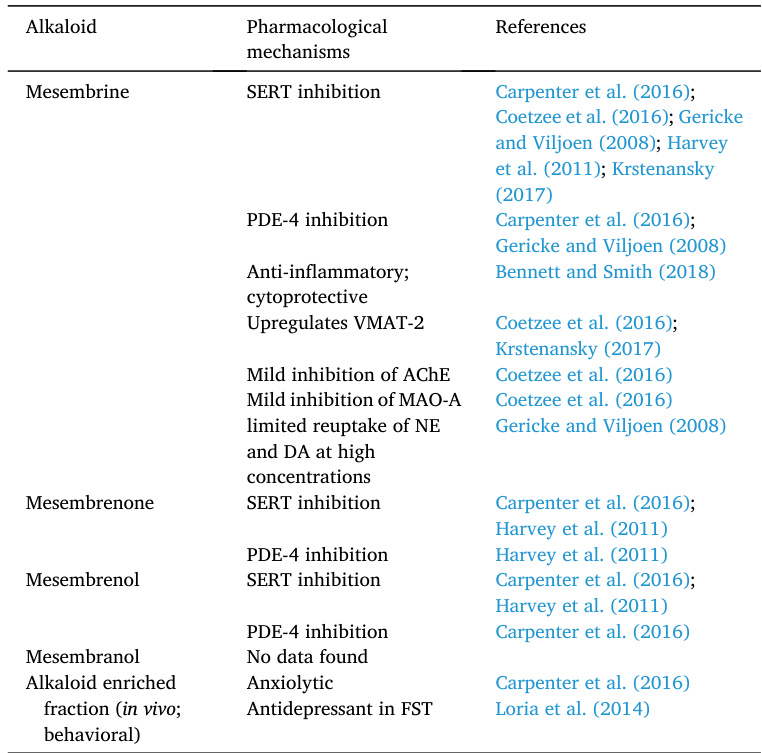 Alkaloid Pharmacological References
mechanisms
Mesembrine SERT inhibition Carpenter et al. (2016);
Coetzee et al. (2016); Gericke
and Viljoen (2008); Harvey
et al. (2011); Krstenansky
(2017)
PDE-4 inhibition Carpenter et al. (2016);
Gericke and Viljoen (2008)
Anti-inflammatory; Bennett and Smith (2018)
cytoprotective
Upregulates VMAT-2 Coetzee et al. (2016);
Krstenansky (2017)
Mild inhibition of AChE Coetzee et al. (2016)
Mild inhibition of MAO-A Coetzee et al. (2016)
limited reuptake of NE Gericke and Viljoen (2008)
and DA at high
concentrations
Mesembrenone SERT inhibition Carpenter et al. (2016);
Harvey et al. (2011)
PDE-4 inhibition Harvey et al. (2011)
Mesembrenol SERT inhibition Carpenter et al. (2016);
Harvey et al. (2011)
PDE-4 inhibition Carpenter et al. (2016)
Mesembranol No data found
Alkaloid enriched Anxiolytic Carpenter et al. (2016)
fraction (in vivo; Antidepressant in FST Loria et al. (2014)
behavioral)